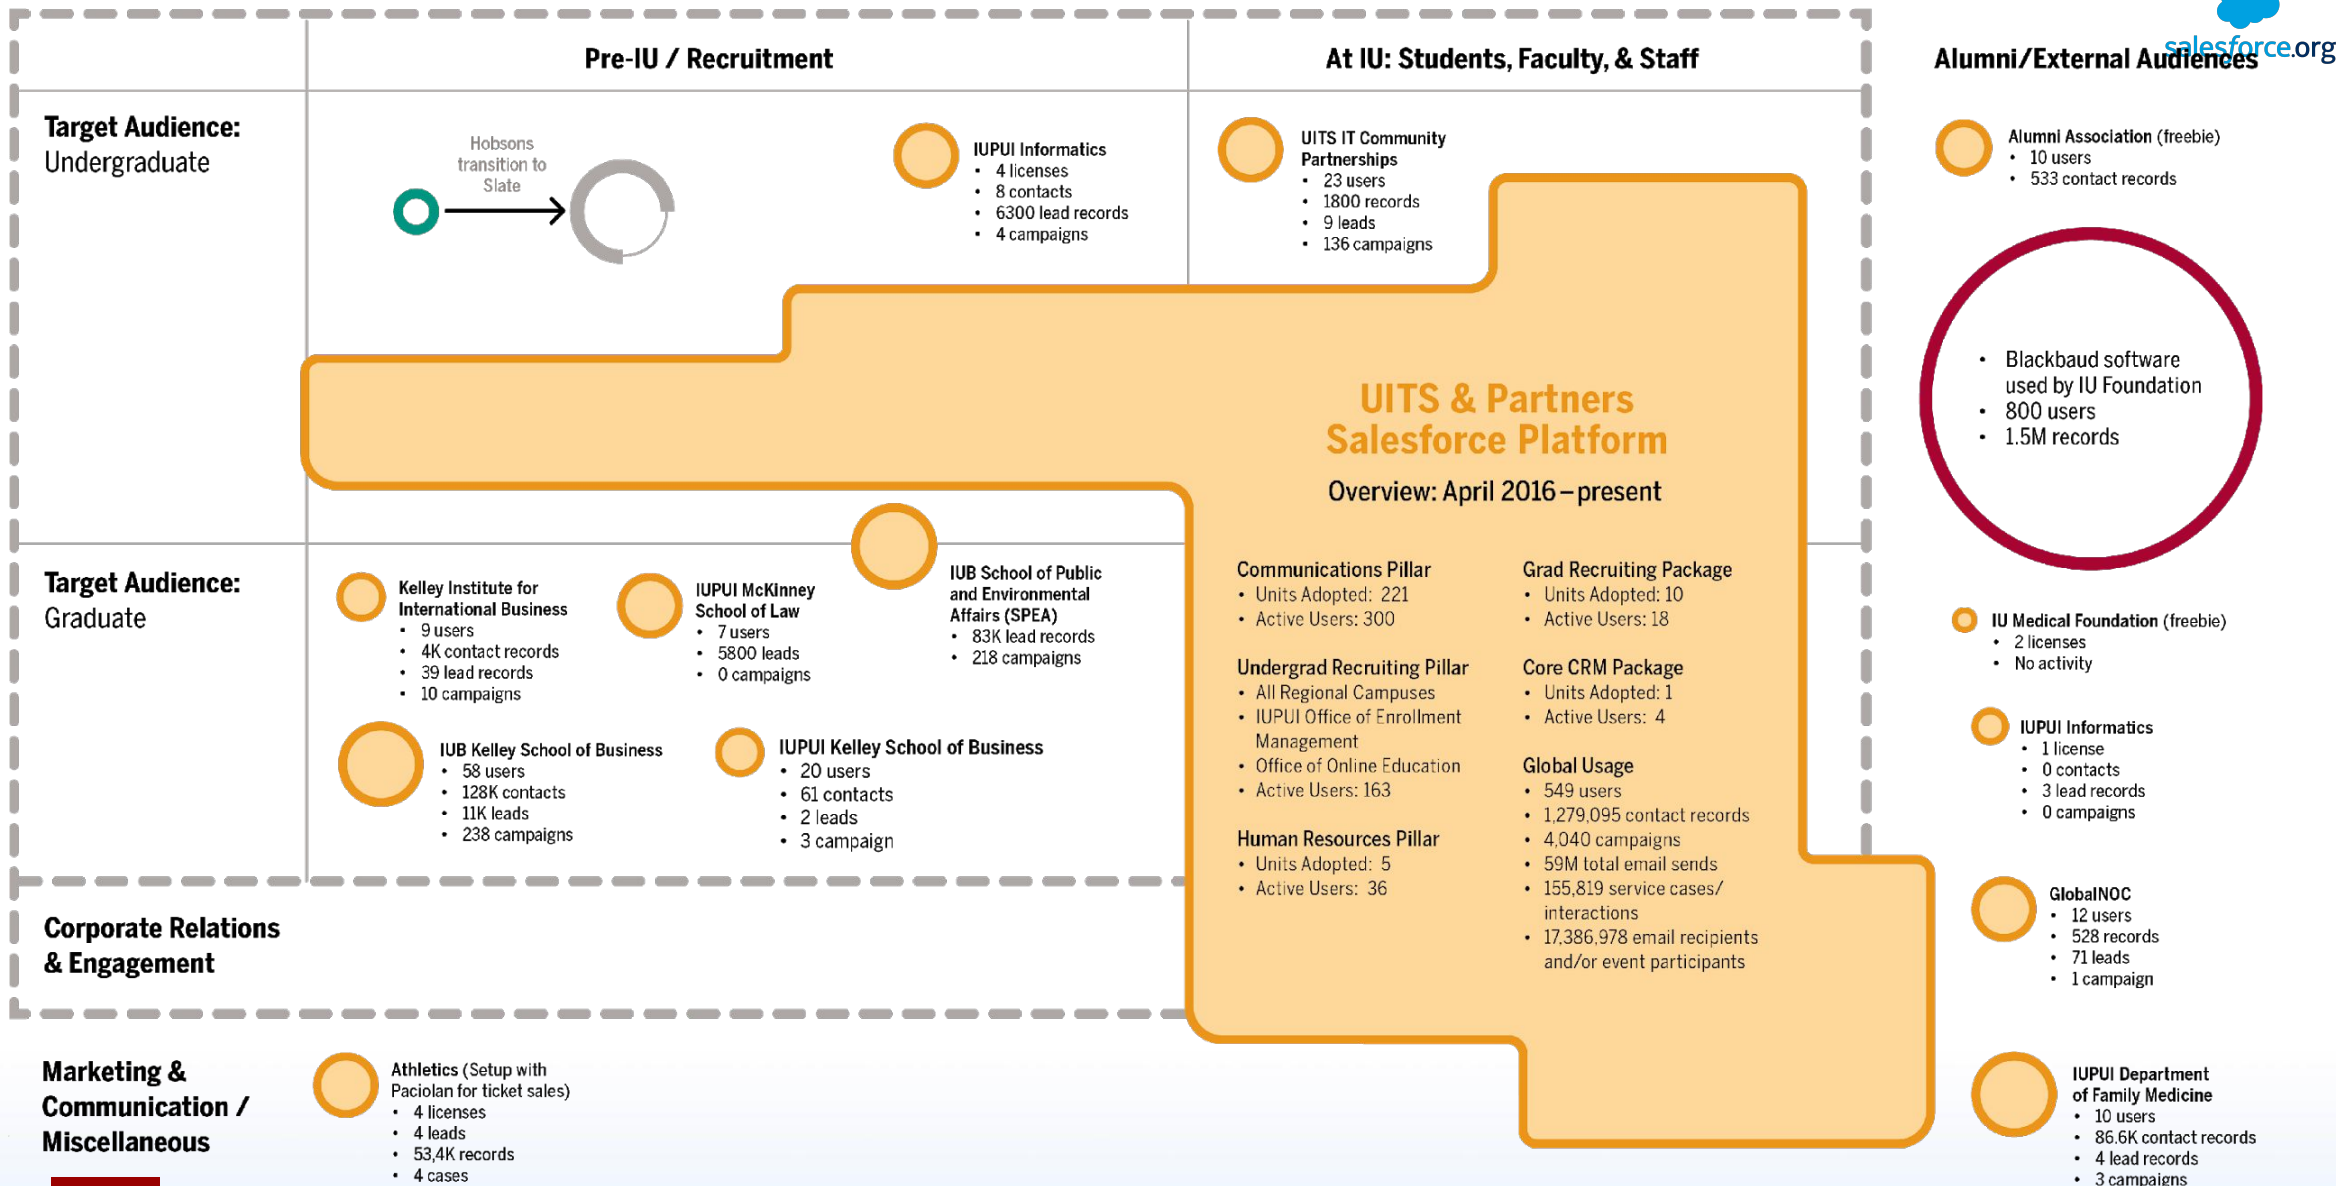 salesforce.org
Pre-IU / Recruitment
At IU: Students, Faculty, & Staff
Alumni/External Audiences
Target Audience:
Undergraduate
Hobsons
transition to
Slate
IUPUI Informatics
• 4 licenses
• 8 contacts
• 6300 lead records
• 4 campaigns
UITS IT Community
Partnerships
• 23 users
• 1800 records
• 9 leads
• 136 campaigns
Alumni Association (freebie)
• 10 users
• 533 contact records
• Blackbaud software
used by IU Foundation
• 800 users
• 1.5M records
UITS & Partners
Salesforce Platform
Overview: April 2016 – present
Communications Pillar
• Units Adopted: 221
• Active Users: 300
Undergrad Recruiting Pillar
• All Regional Campuses
• IUPUI Office of Enrollment
Management
• Office of Online Education
• Active Users: 163
Human Resources Pillar
• Units Adopted: 5
• Active Users: 36
Grad Recruiting Package
• Units Adopted: 10
• Active Users: 18
Core CRM Package
• Units Adopted: 1
• Active Users: 4
Global Usage
• 549 users
• 1,279,095 contact records
• 4,040 campaigns
• 59M total email sends
• 155,819 service cases/
interactions
• 17,386,978 email recipients
and/or event participants
Target Audience:
Graduate
Kelley Institute for
International Business
• 9 users
• 4K contact records
• 39 lead records
• 10 campaigns
IUPUI McKinney
School of Law
• 7 users
• 5800 leads
• 0 campaigns
IUB School of Public
and Environmental
Affairs (SPEA)
• 83K lead records
• 218 campaigns
IUB Kelley School of Business
• 58 users
• 128K contacts
• 11K leads
• 238 campaigns
IUPUI Kelley School of Business
• 20 users
• 61 contacts
• 2 leads
• 3 campaign
IU Medical Foundation (freebie)
• 2 licenses
• No activity
IUPUI Informatics
• 1 license
• 0 contacts
• 3 lead records
• 0 campaigns
GlobalNOC
• 12 users
• 528 records
• 71 leads
• 1 campaign
Corporate Relations
& Engagement
Marketing &
Communication /
Miscellaneous
Athletics (Setup with
Paciolan for ticket sales)
• 4 licenses
• 4 leads
• 53,4K records
• 4 cases
IUPUI Department
of Family Medicine
• 10 users
• 86.6K contact records
• 4 lead records
• 3 campaigns